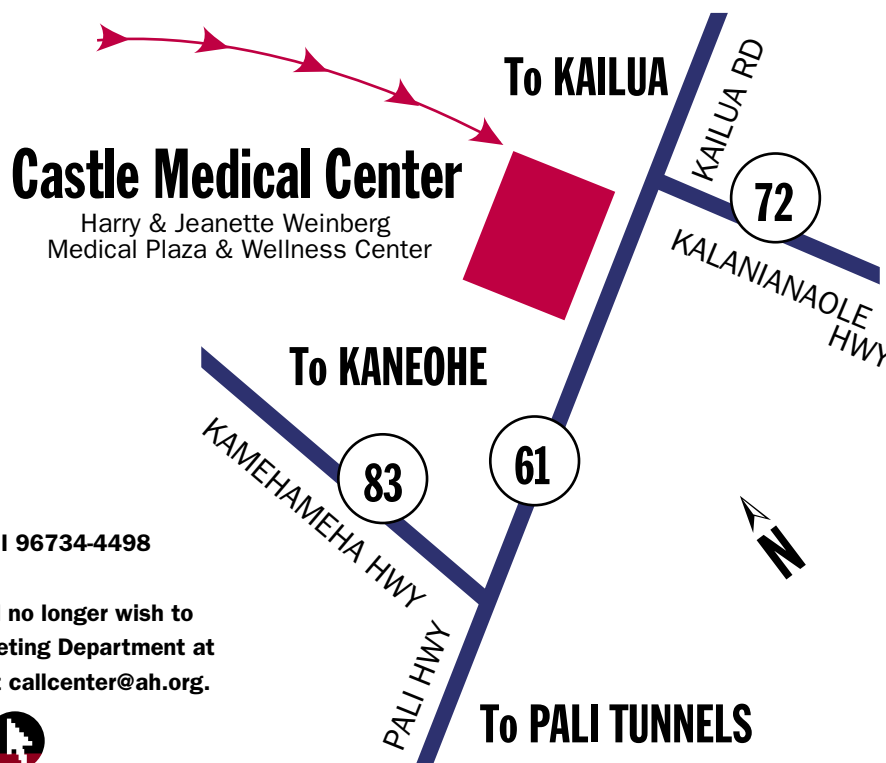 To KAILUA
KAILUA RD
Castle Medical Center
Harry & Jeanette Weinberg
Medical Plaza & Wellness Center
72
KALANIANAOLE
HWY
To KANEOHE
KAMEHAMEHA HWY
83
61
N
96734-4498
no longer wish to
Department at
callcenter@ah.org.
PALI HWY
To PALI TUNNELS